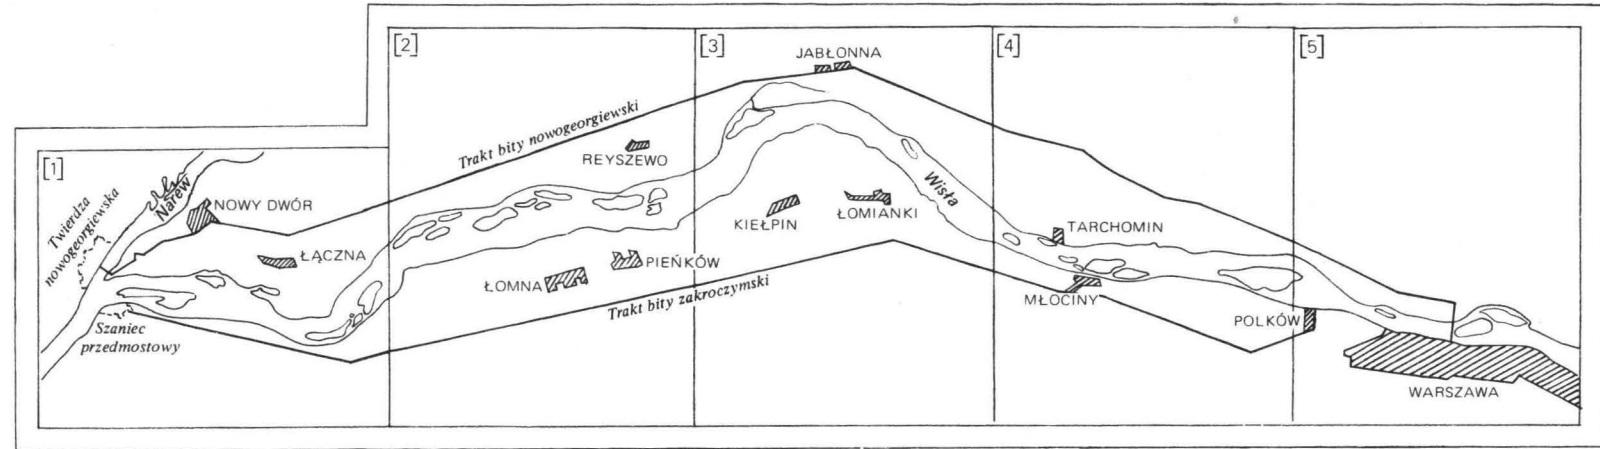 [1]
Twierdza
nowogeorgiewska
Narew
NOWY DWÓR
ŁĄCZNA
Szaniec
przedmostowy
[2]
Trakt bity nowogeorgiewski
REYSZEWO
ŁOMNA
PIEŃKÓW
Trakt bity zakroczymski
[3]
JABŁONNA
KIEŁPIN
ŁOMIANKI
Wisła
[4]
TARCHOMIN
MŁOCINY
POLKÓW
[5]
WARSZAWA